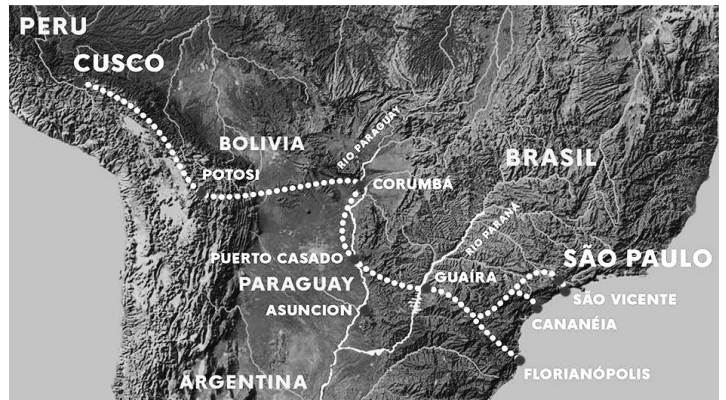 PERU
CUSCO
BOLIVIA
RIO PARAGUAY
BRASIL
POTOSI
CORUMBÁ
RIO PARANÁ
PUERTO CASADO
GUAÍRA
SÃO PAULO
PARAGUAY
SÃO VICENTE
ASUNCION
CANANÉIA
ARGENTINA
FLORIANÓPOLIS